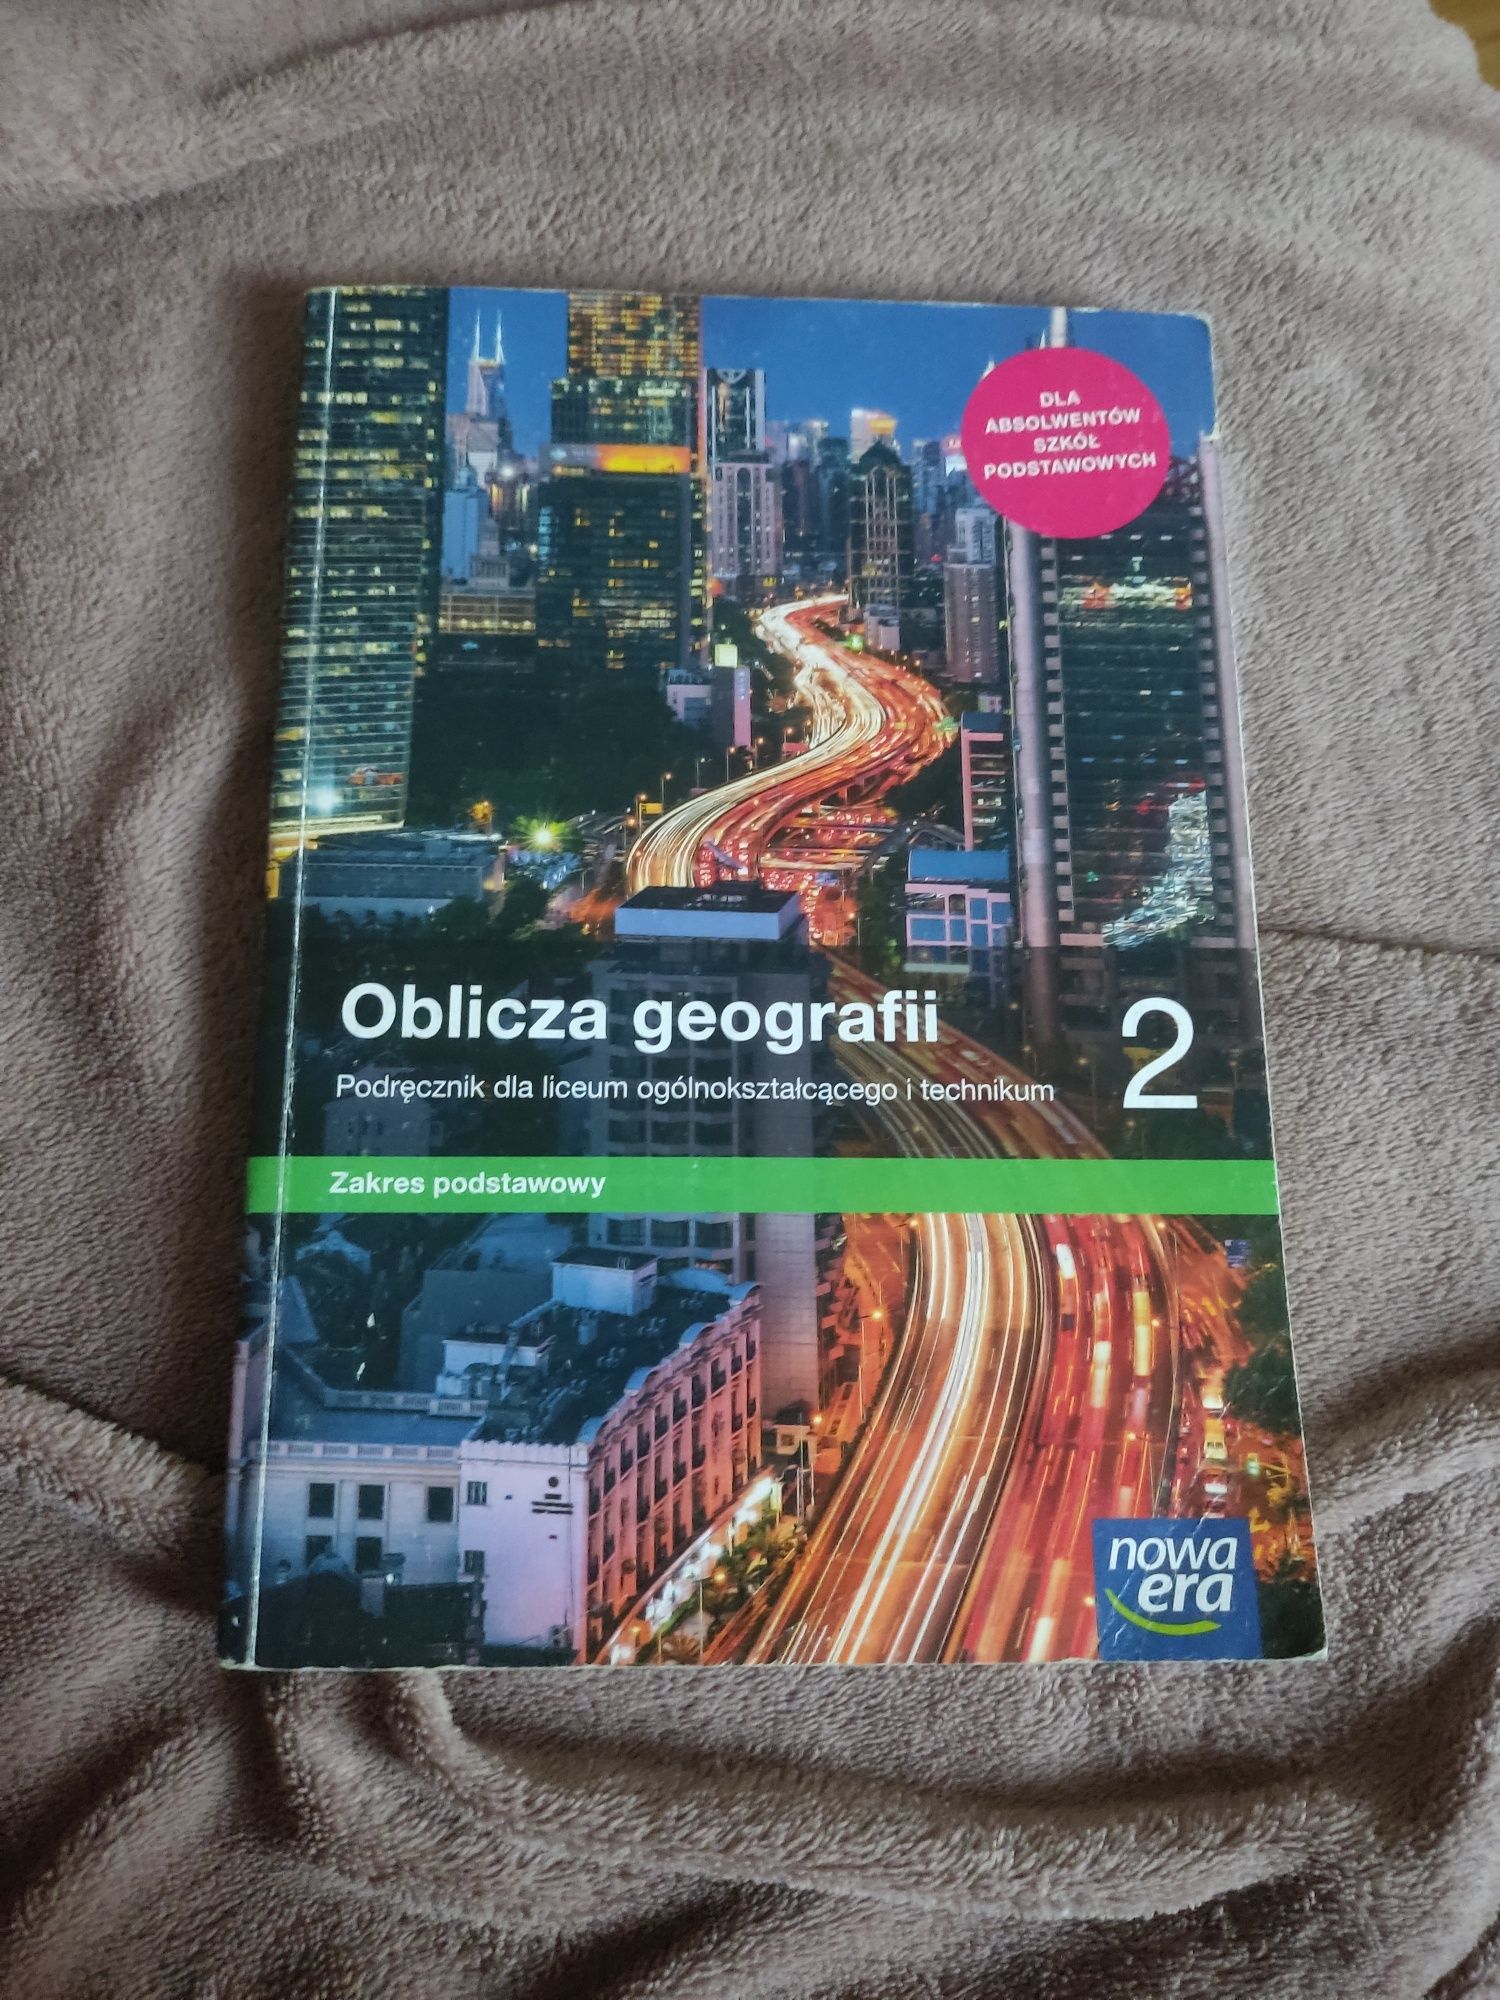 DLA
ABSOLWENTÓW
SZKÓŁ
PODSTAWOWYCH
Oblicza geografii
2
Podręcznik dla liceum ogólnokształcącego i technikum
Zakres podstawowy
nowa
era